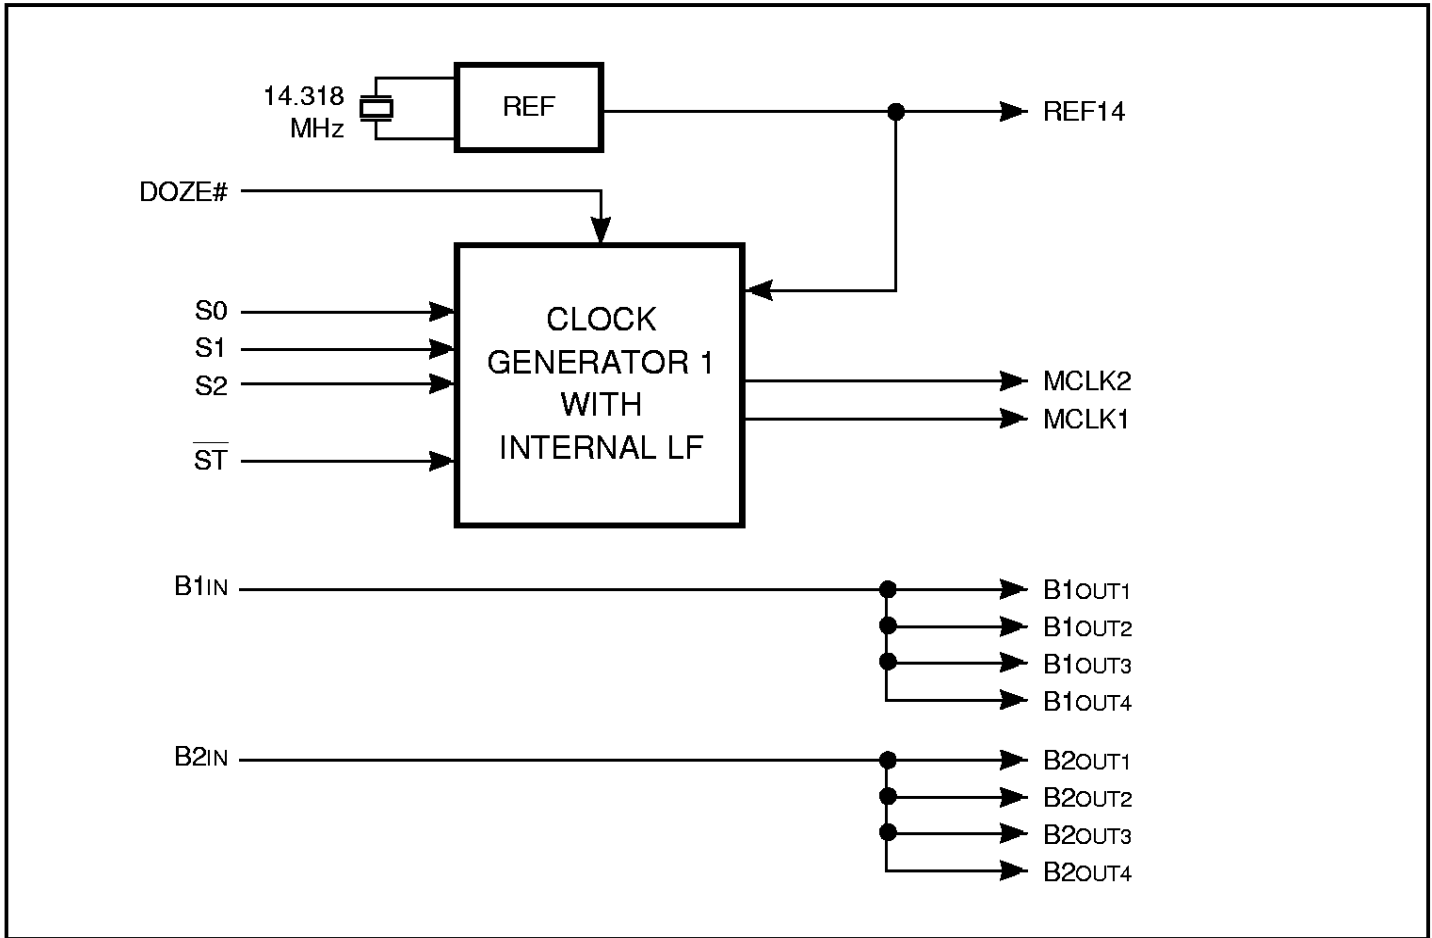 14.318
MHz
REF
REF14
DOZE#
S0
S1
S2
S̅T̅
CLOCK
GENERATOR 1
WITH
INTERNAL LF
MCLK2
MCLK1
B1IN
B1OUT1
B1OUT2
B1OUT3
B1OUT4
B2IN
B2OUT1
B2OUT2
B2OUT3
B2OUT4